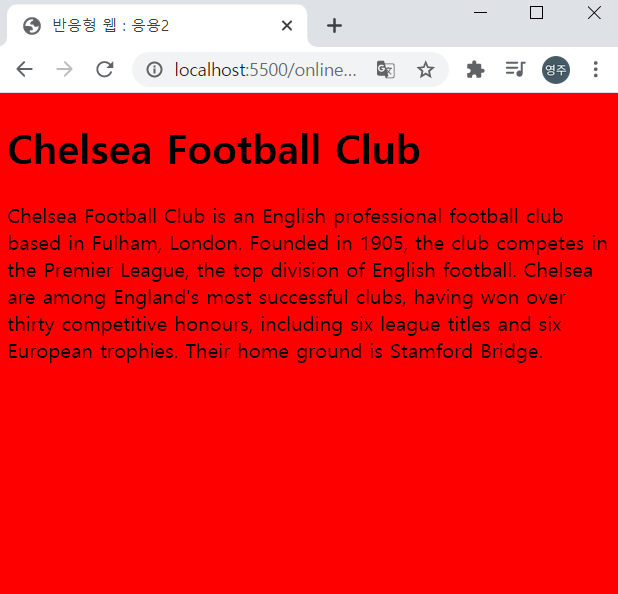 반응형 웹 : 응용2
localhost:5500/online...
영주
Chelsea Football Club
Chelsea Football Club is an English professional football club
based in Fulham, London. Founded in 1905, the club competes in
the Premier League, the top division of English football. Chelsea
are among England's most successful clubs, having won over
thirty competitive honours, including six league titles and six
European trophies. Their home ground is Stamford Bridge.